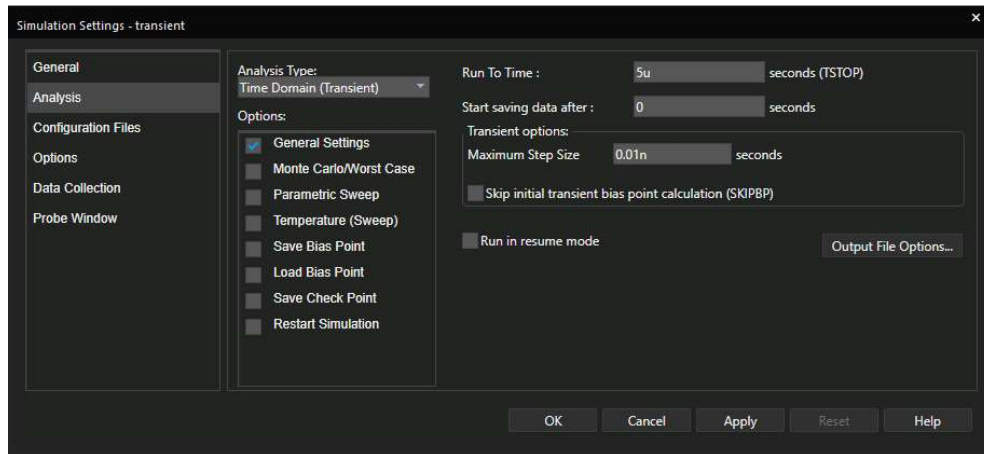 Simulation Settings - transient
×
General
Analysis
Configuration Files
Options
Data Collection
Probe Window
Analysis Type:
Time Domain (Transient)
Options:
General Settings
Monte Carlo/Worst Case
Parametric Sweep
Temperature (Sweep)
Save Bias Point
Load Bias Point
Save Check Point
Restart Simulation
Run To Time : 5u seconds (TSTOP)
Start saving data after : 0 seconds
Transient options:
Maximum Step Size 0.01n seconds
Skip initial transient bias point calculation (SKIPBP)
Run in resume mode
Output File Options...
OK Cancel Apply Reset Help